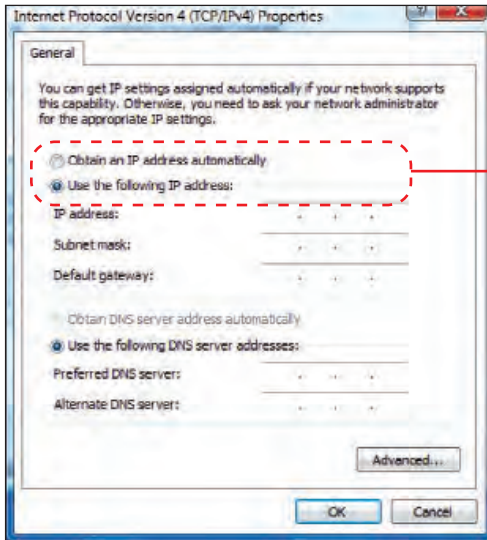 Internet Protocol Version 4 (TCP/IPv4) Properties
General
You can get IP settings assigned automatically if your network supports
this capability. Otherwise, you need to ask your network administrator
for the appropriate IP settings.
Obtain an IP address automatically
Use the following IP address:
IP address:
Subnet mask:
Default gateway:
Obtain DNS server address automatically
Use the following DNS server addresses:
Preferred DNS server:
Alternate DNS server:
Advanced...
OK
Cancel